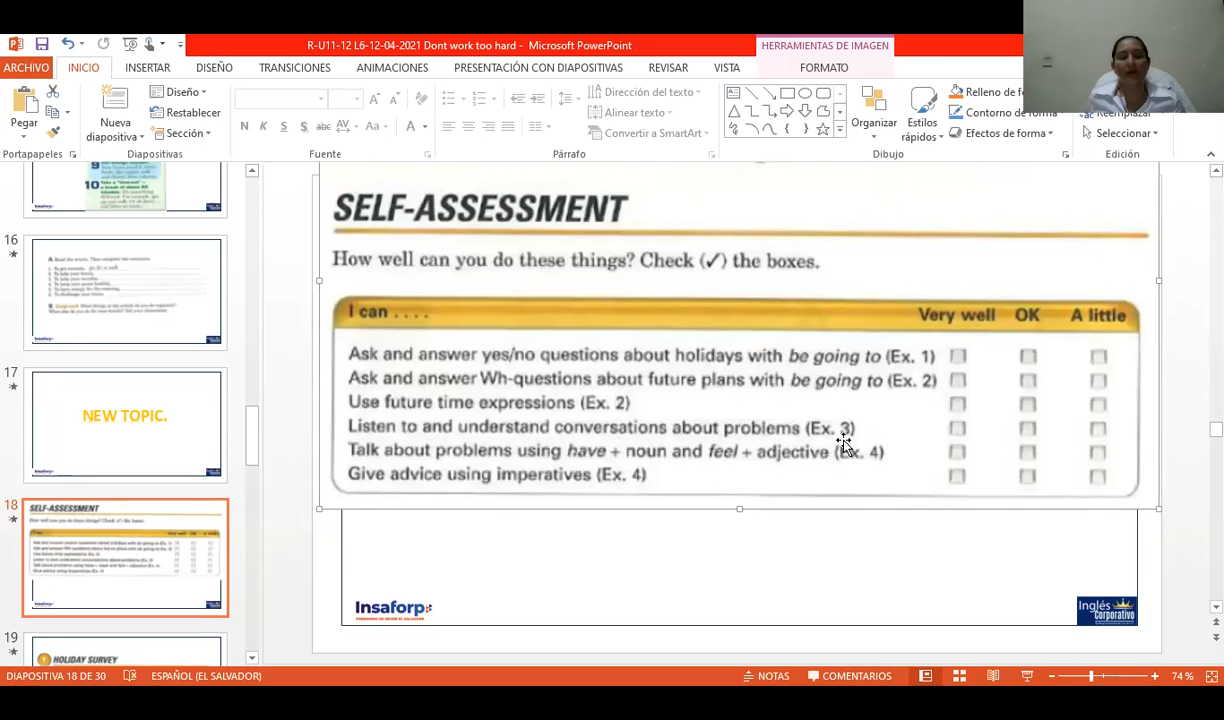 R-U11-12 L6-12-04-2021 Dont work too hard - Microsoft PowerPoint
HERRAMIENTAS DE IMAGEN
ARCHIVO INICIO INSERTAR DISEÑO TRANSICIONES ANIMACIONES PRESENTACIÓN CON DIAPOSITIVAS REVISAR VISTA FORMATO
Pegar
Nueva diapositiva
Diseño
Restablecer
Sección
N K S S abc AV Aa A
Dirección del texto
Alinear texto
Convertir a SmartArt
Organizar
Estilos rápidos
Relleno de f
Contorno de forma
Efectos de forma
Reemplazar
Seleccionar
Portapapeles Diapositivas Fuente Párrafo Dibujo Edición
9
10
16
17
NEW TOPIC.
18
SELF-ASSESSMENT
19
HOLIDAY SURVEY
SELF-ASSESSMENT
How well can you do these things? Check (✓) the boxes.
I can . . . . Very well OK A little
Ask and answer yes/no questions about holidays with be going to (Ex. 1)
Ask and answer Wh-questions about future plans with be going to (Ex. 2)
Use future time expressions (Ex. 2)
Listen to and understand conversations about problems (Ex. 3)
Talk about problems using have + noun and feel + adjective (Ex. 4)
Give advice using imperatives (Ex. 4)
Insaforp
Inglés Corporativo
DIAPOSITIVA 18 DE 30 ESPAÑOL (EL SALVADOR) NOTAS COMENTARIOS 74 %